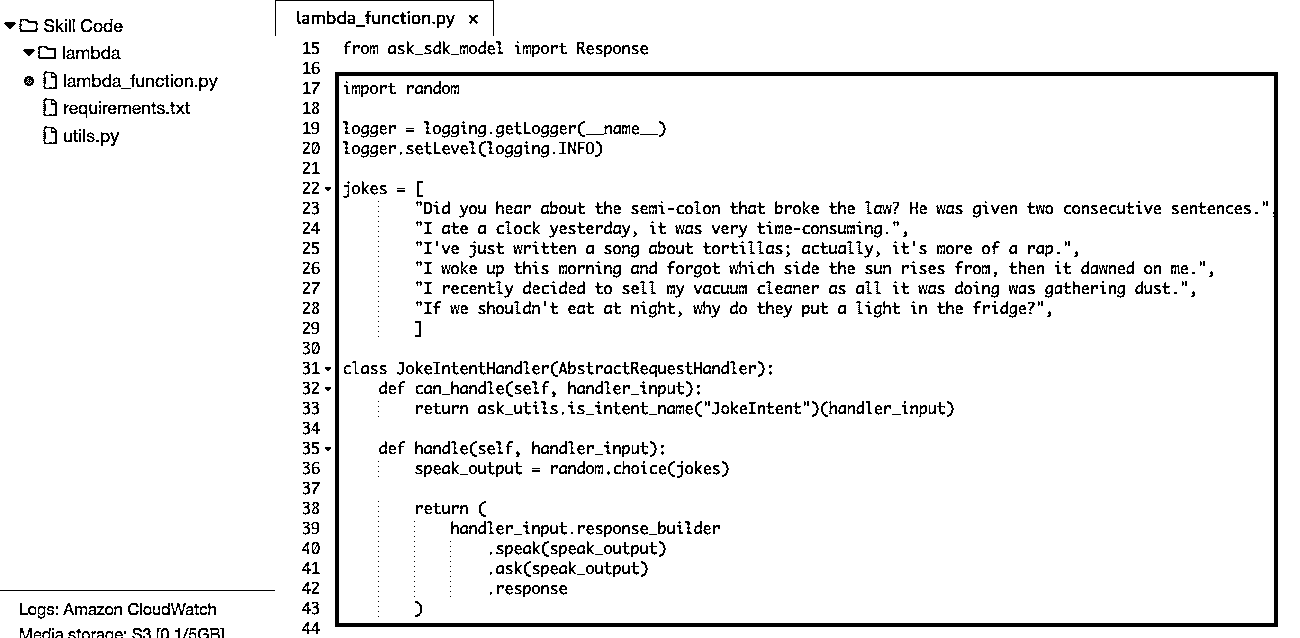 Skill Code
lambda
lambda_function.py
requirements.txt
utils.py
Logs: Amazon CloudWatch
Media storage: S3 [0.1/5GB]
lambda_function.py ×
15 from ask_sdk_model import Response
16
17 import random
18
19 logger = logging.getLogger(__name__)
20 logger.setLevel(logging.INFO)
21
22 jokes = [
23 "Did you hear about the semi-colon that broke the law? He was given two consecutive sentences.",
24 "I ate a clock yesterday, it was very time-consuming.",
25 "I've just written a song about tortillas; actually, it's more of a rap.",
26 "I woke up this morning and forgot which side the sun rises from, then it dawned on me.",
27 "I recently decided to sell my vacuum cleaner as all it was doing was gathering dust.",
28 "If we shouldn't eat at night, why do they put a light in the fridge?",
29 ]
30
31 class JokeIntentHandler(AbstractRequestHandler):
32 def can_handle(self, handler_input):
33 return ask_utils.is_intent_name("JokeIntent")(handler_input)
34
35 def handle(self, handler_input):
36 speak_output = random.choice(jokes)
37
38 return (
39 handler_input.response_builder
40 .speak(speak_output)
41 .ask(speak_output)
42 .response
43 )
44